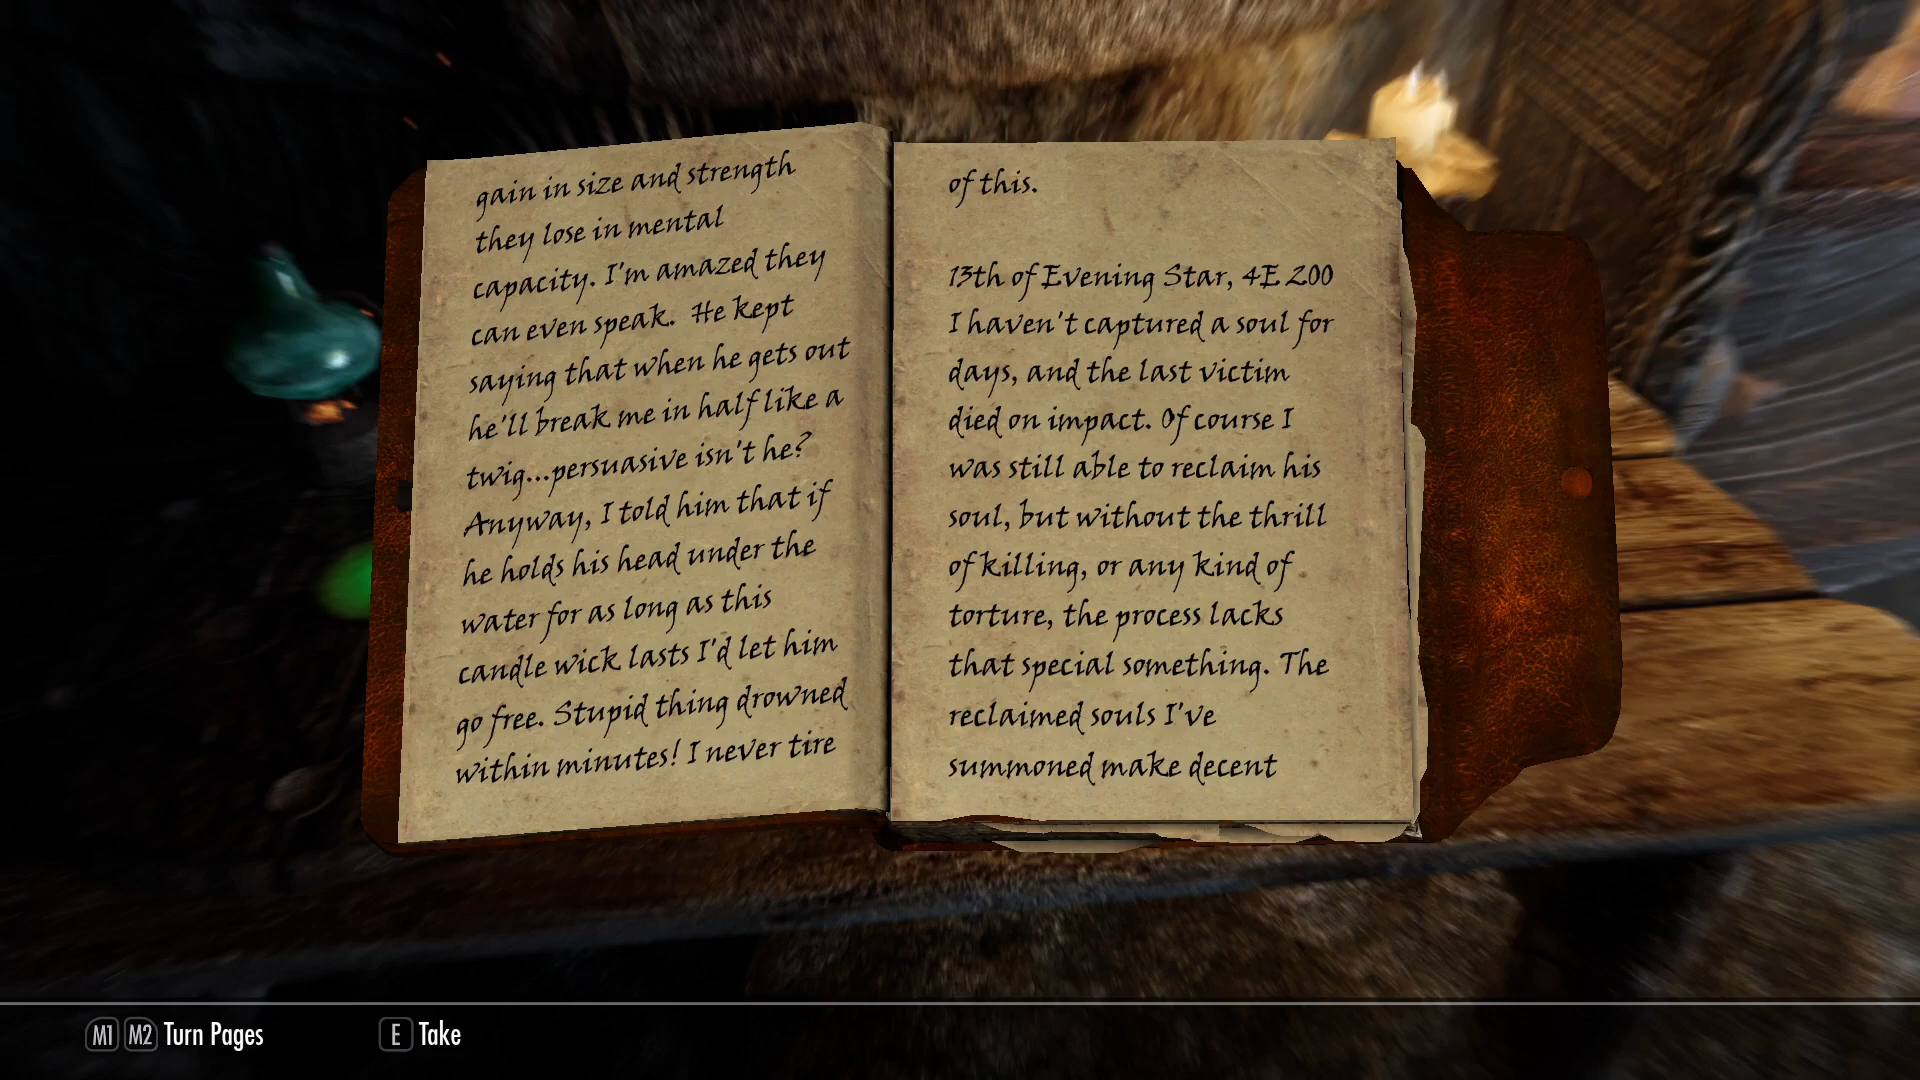 gain in size and strength
they lose in mental
capacity. I'm amazed they
can even speak.  He kept
saying that when he gets out
he'll break me in half like a
twig...persuasive isn't he?
Anyway, I told him that if
he holds his head under the
water for as long as this
candle wick lasts I'd let him
go free. Stupid thing drowned
within minutes! I never tire
of this.
13th of Evening Star, 4E 200
I haven't captured a soul for
days, and the last victim
died on impact. Of course I
was still able to reclaim his
soul, but without the thrill
of killing, or any kind of
torture, the process lacks
that special something. The
reclaimed souls I've
summoned make decent
M1 M2 Turn Pages
E Take